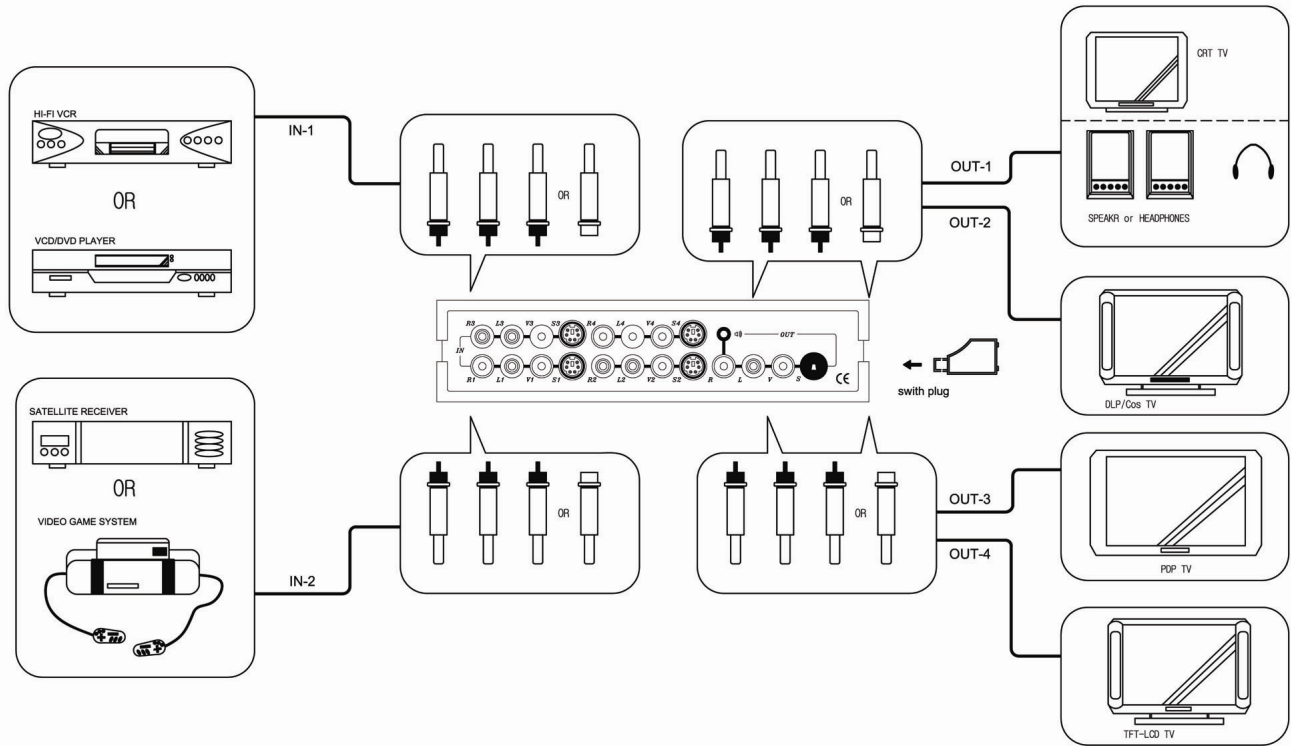 HI-FI VCR
OR
VCD/DVD PLAYER
IN-1
OR
OR
OUT-1
OUT-2
CRT TV
SPEAKR or HEADPHONES
DLP/Cos TV
R3 L3 V3 S3 R4 L4 V4 S4 OUT
IN
R1 L1 V1 S1 R2 L2 V2 S2 R L V S CE
swith plug
SATELLITE RECEIVER
OR
VIDEO GAME SYSTEM
IN-2
OR
OR
OUT-3
OUT-4
PDP TV
TFT-LCD TV